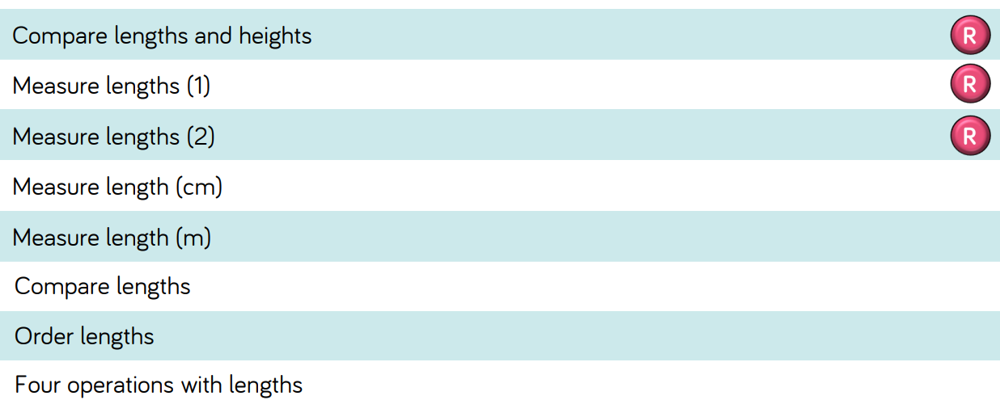 Compare lengths and heights R
Measure lengths (1) R
Measure lengths (2) R
Measure length (cm)
Measure length (m)
Compare lengths
Order lengths
Four operations with lengths